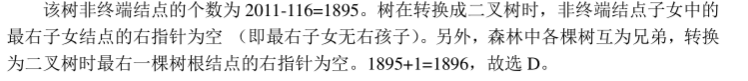 该树非终端结点的个数为 2011-116=1895。树在转换成二叉树时，非终端结点子女中的
最右子女结点的右指针为空 （即最右子女无右孩子）。另外，森林中各棵树互为兄弟，转换
为二叉树时最右一棵树根结点的右指针为空。1895+1=1896，故选 D。